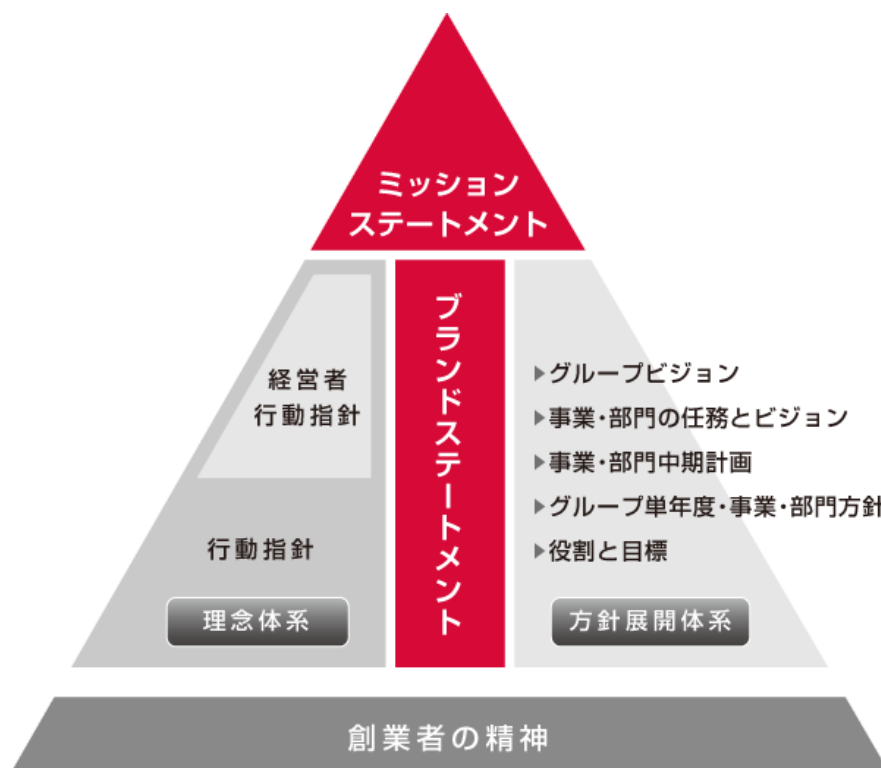 ミッション
ステートメント
経営者
行動指針
行動指針
理念体系
ブランドステートメント
▶グループビジョン
▶事業・部門の任務とビジョン
▶事業・部門中期計画
▶グループ単年度・事業・部門方針
▶役割と目標
方針展開体系
創業者の精神